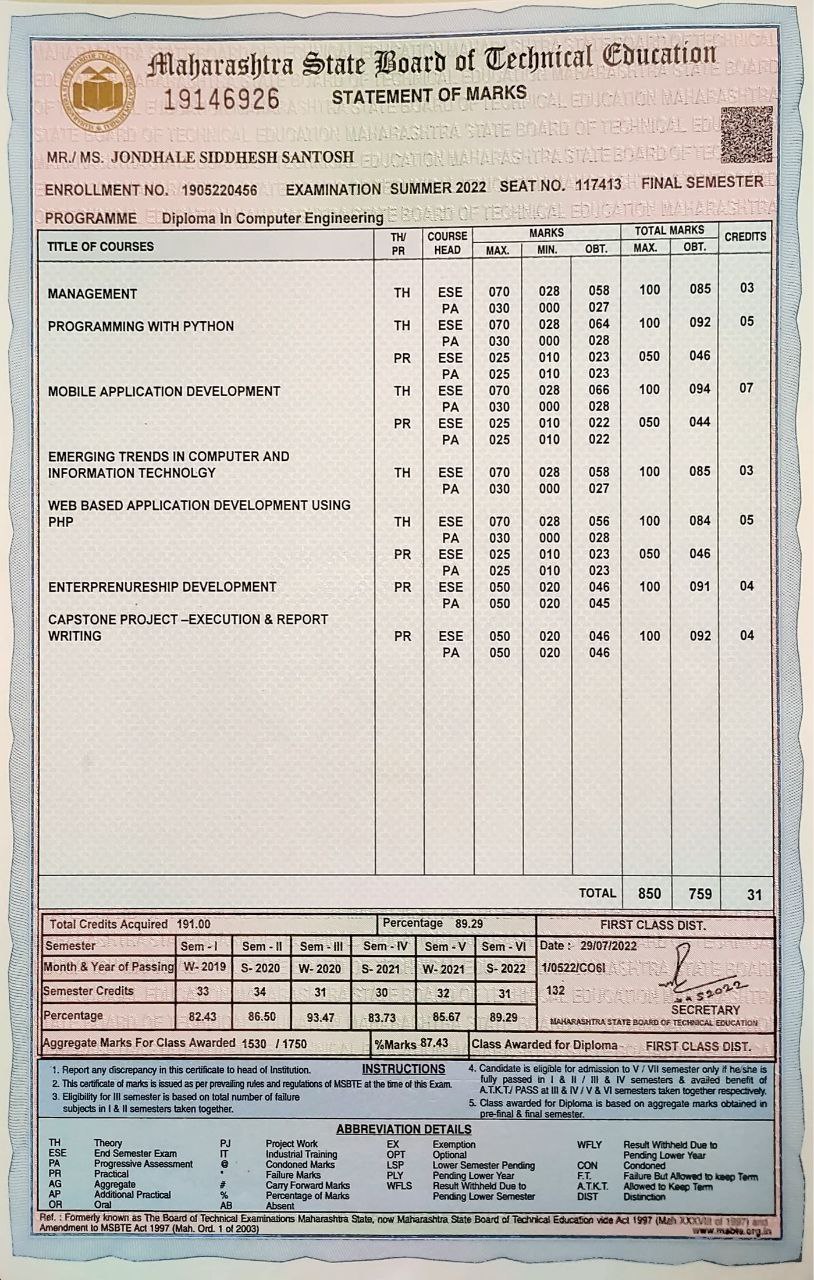 Maharashtra State Board of Technical Education
19146926 STATEMENT OF MARKS
MR./ MS. JONDHALE SIDDHESH SANTOSH
ENROLLMENT NO. 1905220456 EXAMINATION SUMMER 2022 SEAT NO. 117413 FINAL SEMESTER
PROGRAMME Diploma In Computer Engineering
TITLE OF COURSES TH/ PR COURSE HEAD MARKS MAX. MIN. OBT. TOTAL MARKS MAX. OBT. CREDITS
MANAGEMENT TH ESE 070 028 058 100 085 03
PA 030 000 027
PROGRAMMING WITH PYTHON TH ESE 070 028 064 100 092 05
PA 030 000 028
PR ESE 025 010 023 050 046
PA 025 010 023
MOBILE APPLICATION DEVELOPMENT TH ESE 070 028 066 100 094 07
PA 030 000 028
PR ESE 025 010 022 050 044
PA 025 010 022
EMERGING TRENDS IN COMPUTER AND
INFORMATION TECHNOLGY TH ESE 070 028 058 100 085 03
PA 030 000 027
WEB BASED APPLICATION DEVELOPMENT USING
PHP TH ESE 070 028 056 100 084 05
PA 030 000 028
PR ESE 025 010 023 050 046
PA 025 010 023
ENTERPRENURESHIP DEVELOPMENT PR ESE 050 020 046 100 091 04
PA 050 020 045
CAPSTONE PROJECT –EXECUTION & REPORT
WRITING PR ESE 050 020 046 100 092 04
PA 050 020 046
TOTAL 850 759 31
Total Credits Acquired 191.00 Percentage 89.29 FIRST CLASS DIST.
Semester Sem - I Sem - II Sem - III Sem - IV Sem - V Sem - VI Date : 29/07/2022
Month & Year of Passing W- 2019 S- 2020 W- 2020 S- 2021 W- 2021 S- 2022 1/0522/CO6I
Semester Credits 33 34 31 30 32 31 132
Percentage 82.43 86.50 93.47 83.73 85.67 89.29 SECRETARY
MAHARASHTRA STATE BOARD OF TECHNICAL EDUCATION
Aggregate Marks For Class Awarded 1530 / 1750 %Marks 87.43 Class Awarded for Diploma - FIRST CLASS DIST.
INSTRUCTIONS
1. Report any discrepancy in this certificate to head of Institution.
2. This certificate of marks is issued as per prevailing rules and regulations of MSBTE at the time of this Exam.
3. Eligibility for III semester is based on total number of failure
subjects in I & II semesters taken together.
4. Candidate is eligible for admission to V / VII semester only if he/she is
fully passed in I & II / III & IV semesters & availed benefit of
A.T.K.T./ PASS at III & IV / V & VI semesters taken together respectively.
5. Class awarded for Diploma is based on aggregate marks obtained in
pre-final & final semester.
ABBREVIATION DETAILS
TH Theory PJ Project Work EX Exemption WFLY Result Withheld Due to
ESE End Semester Exam IT Industrial Training OPT Optional Pending Lower Year
PA Progressive Assessment @ Condoned Marks LSP Lower Semester Pending CON Condoned
PR Practical * Failure Marks PLY Pending Lower Year F.T. Failure But Allowed to keep Term
AG Aggregate # Carry Forward Marks WFLS Result Withheld Due to A.T.K.T. Allowed to Keep Term
AP Additional Practical % Percentage of Marks Pending Lower Semester DIST Distinction
OR Oral AB Absent
Ref. : Formerly known as The Board of Technical Examinations Maharashtra State, now Maharashtra State Board of Technical Education vide Act 1997 (Mah XXXVIII of 1997) and
Amendment to MSBTE Act 1997 (Mah. Ord. 1 of 2003) www.msbte.org.in